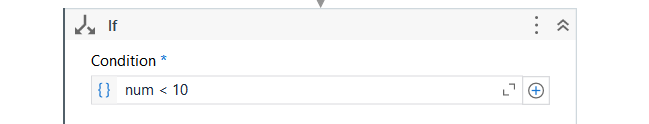 If
Condition *
{} num < 10